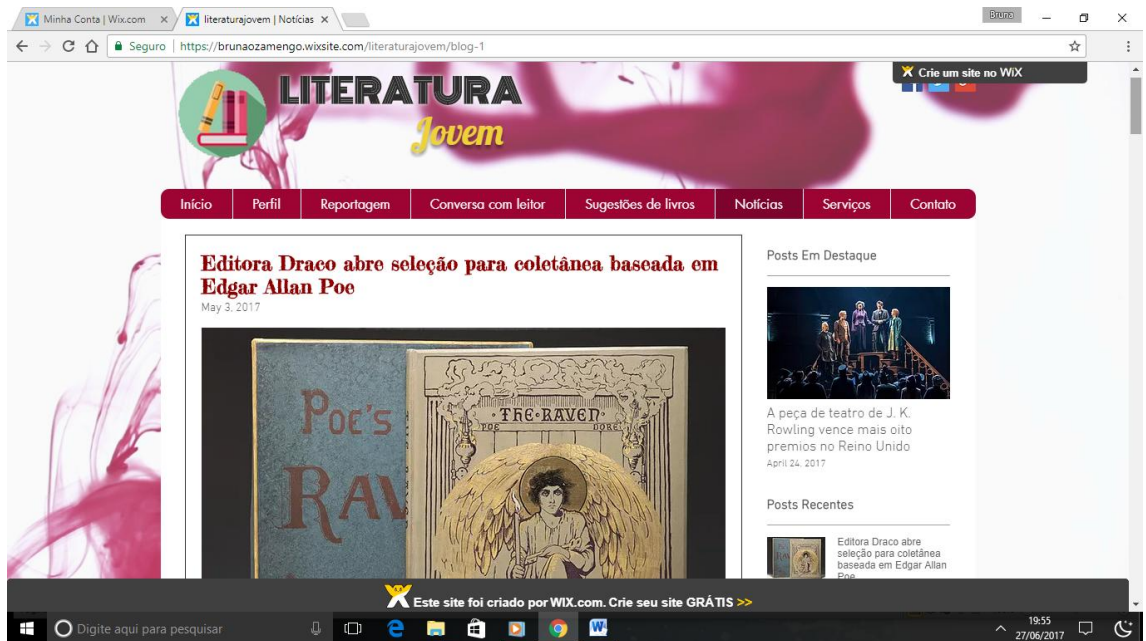 Minha Conta | Wix.com
literaturajovem | Notícias
Bruna
Seguro
https://brunaozamengo.wixsite.com/literaturajovem/blog-1
Crie um site no WiX
LITERATURA
Jovem
Início Perfil Reportagem Conversa com leitor Sugestões de livros Notícias Serviços Contato
Editora Draco abre seleção para coletânea baseada em
Edgar Allan Poe
May 3, 2017
POE'S
RAV
THE·RAVEN·
POE DORE
Posts Em Destaque
A peça de teatro de J. K.
Rowling vence mais oito
premios no Reino Unido
April 24, 2017
Posts Recentes
Editora Draco abre
seleção para coletânea
baseada em Edgar Allan
Poe
Este site foi criado por WIX.com. Crie seu site GRÁTIS >>
Digite aqui para pesquisar
19:55
27/06/2017